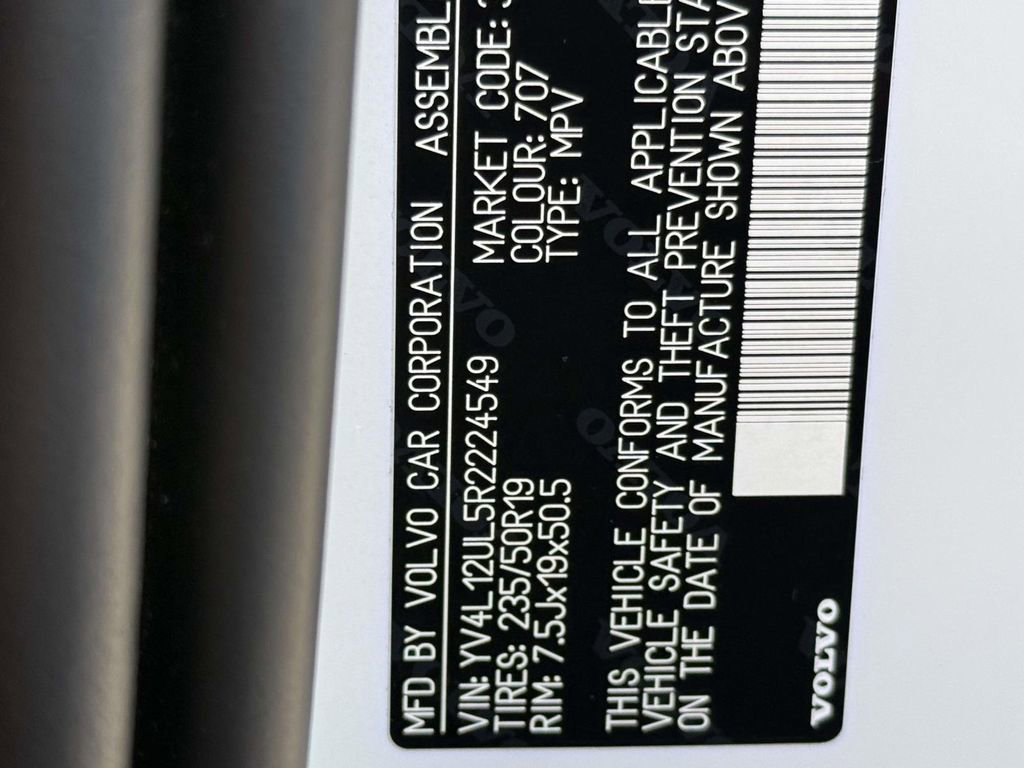 MFD BY VOLVO CAR CORPORATION ASSEMBL
VIN: YV4L12UL5R2224549
TIRES: 235/50R19 MARKET CODE: 3
RIM: 7.5Jx19x50.5 COLOUR: 707
TYPE: MPV
THIS VEHICLE CONFORMS TO ALL APPLICABLE
VEHICLE SAFETY AND THEFT PREVENTION STA
ON THE DATE OF MANUFACTURE SHOWN ABOV
VOLVO